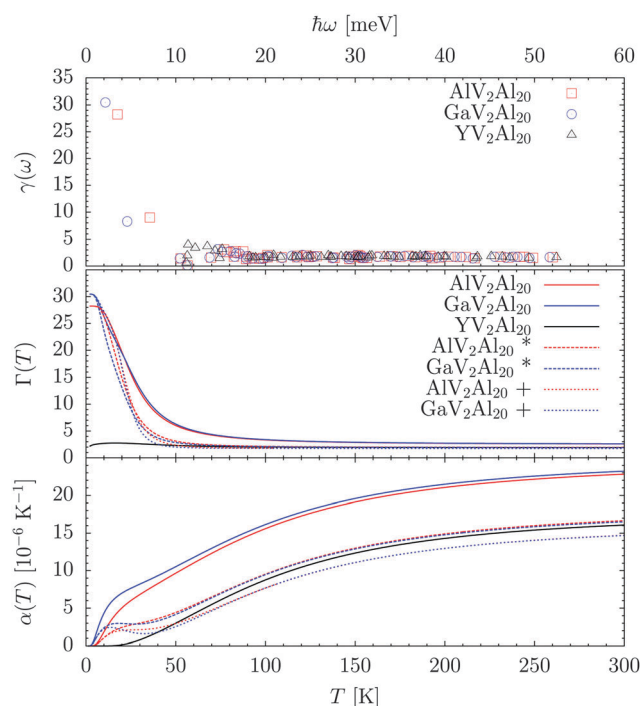 ħω [meV]
0 10 20 30 40 50 60
35
30
25
20
15
10
5
0
γ(ω)
AlV₂Al₂₀
GaV₂Al₂₀
YV₂Al₂₀
30
25
20
15
10
5
0
Γ(T)
AlV₂Al₂₀
GaV₂Al₂₀
YV₂Al₂₀
AlV₂Al₂₀ *
GaV₂Al₂₀ *
AlV₂Al₂₀ +
GaV₂Al₂₀ +
20
15
10
5
0
α(T) [10⁻⁶ K⁻¹]
0 50 100 150 200 250 300
T [K]